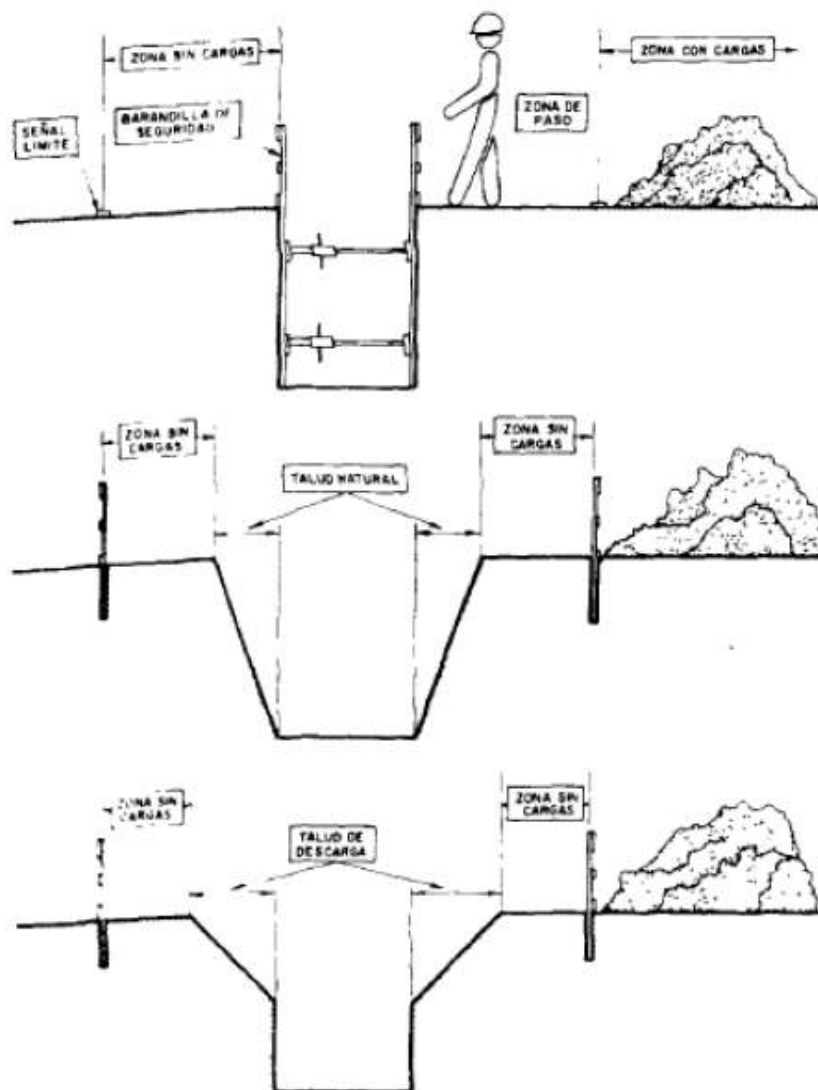 ZONA SIN CARGAS
ZONA CON CARGAS
BARANDILLA DE
SEGURIDAD
SEÑAL
LIMITE
ZONA DE
PASO
ZONA SIN
CARGAS
ZONA SIN
CARGAS
TALUD NATURAL
ZONA SIN
CARGAS
ZONA SIN
CARGAS
TALUD DE
DESCARGA